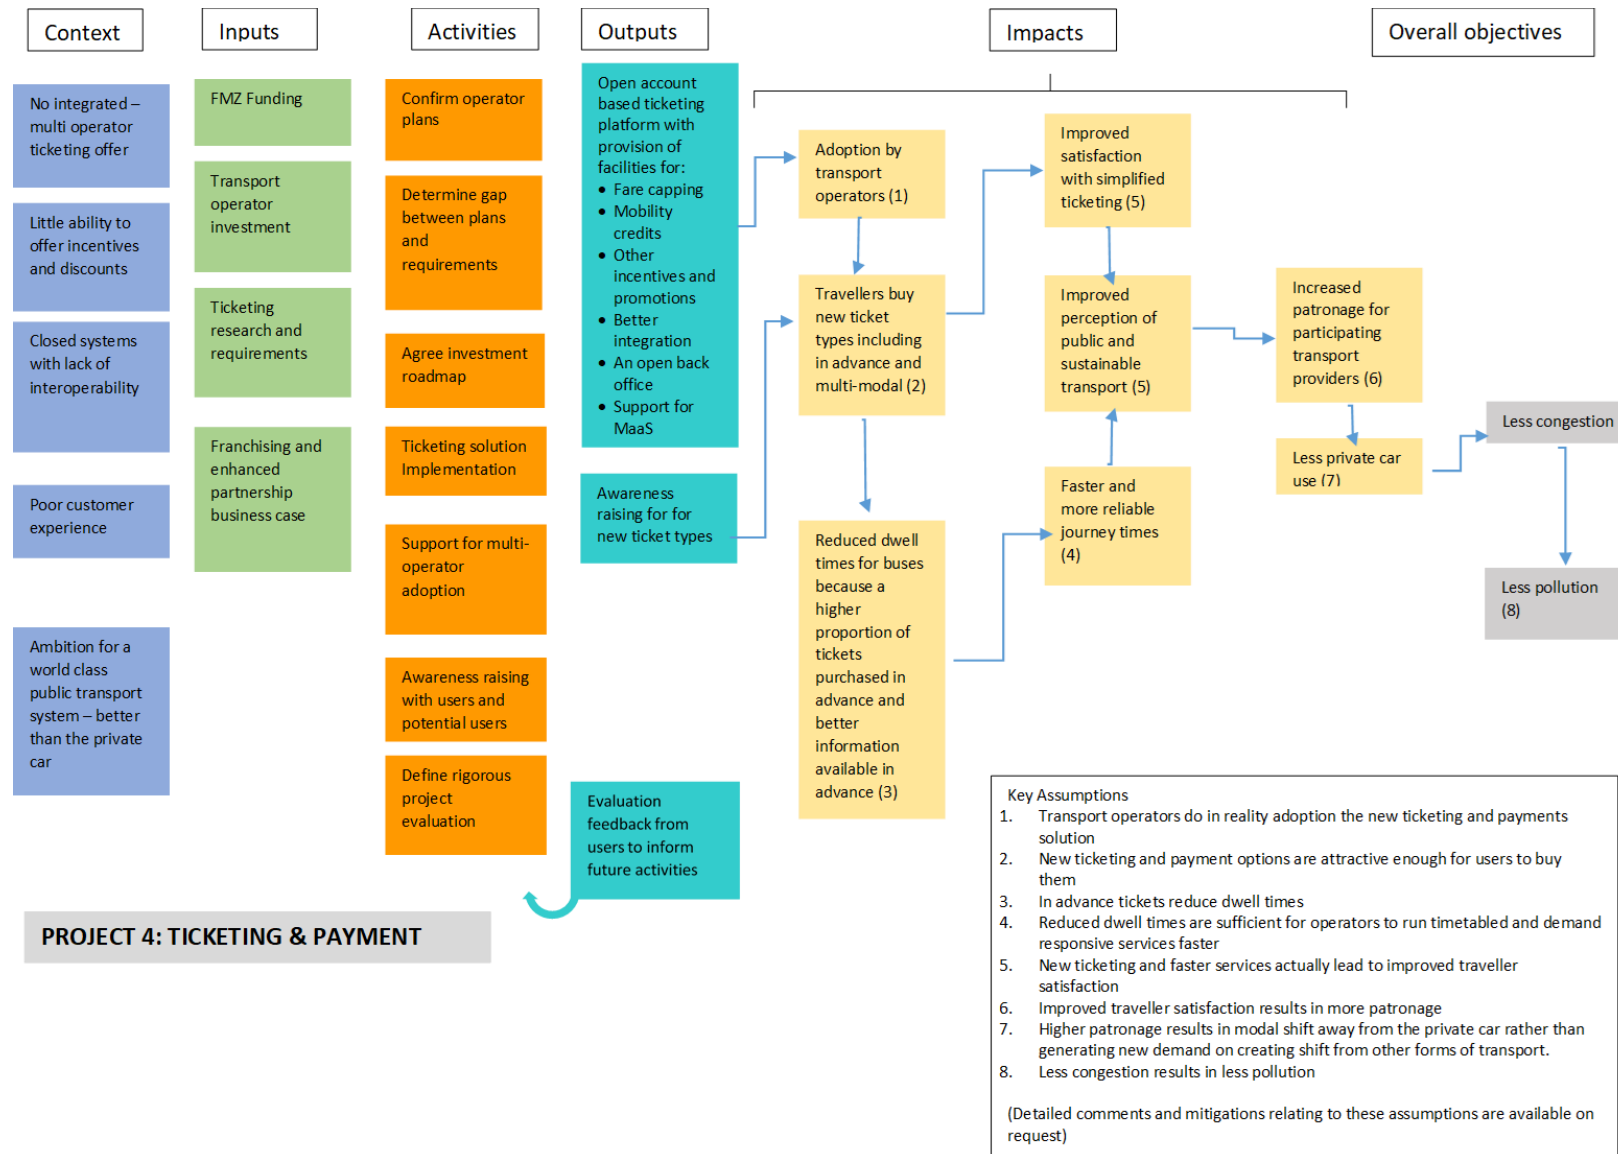 Context
Inputs
Activities
Outputs
Impacts
Overall objectives
No integrated –
multi operator
ticketing offer
Little ability to
offer incentives
and discounts
Closed systems
with lack of
interoperability
Poor customer
experience
Ambition for a
world class
public transport
system – better
than the private
car
FMZ Funding
Transport
operator
investment
Ticketing
research and
requirements
Franchising and
enhanced
partnership
business case
Confirm operator
plans
Determine gap
between plans
and
requirements
Agree investment
roadmap
Ticketing solution
Implementation
Support for multi-
operator
adoption
Awareness raising
with users and
potential users
Define rigorous
project
evaluation
Open account
based ticketing
platform with
provision of
facilities for:
• Fare capping
• Mobility
credits
• Other
incentives and
promotions
• Better
integration
• An open back
office
• Support for
MaaS
Awareness
raising for for
new ticket types
Evaluation
feedback from
users to inform
future activities
Adoption by
transport
operators (1)
Travellers buy
new ticket
types including
in advance and
multi-modal (2)
Reduced dwell
times for buses
because a
higher
proportion of
tickets
purchased in
advance and
better
information
available in
advance (3)
Improved
satisfaction
with simplified
ticketing (5)
Improved
perception of
public and
sustainable
transport (5)
Faster and
more reliable
journey times
(4)
Increased
patronage for
participating
transport
providers (6)
Less private car
use (7)
Less congestion
Less pollution
(8)
PROJECT 4: TICKETING & PAYMENT
Key Assumptions
1. Transport operators do in reality adoption the new ticketing and payments
solution
2. New ticketing and payment options are attractive enough for users to buy
them
3. In advance tickets reduce dwell times
4. Reduced dwell times are sufficient for operators to run timetabled and demand
responsive services faster
5. New ticketing and faster services actually lead to improved traveller
satisfaction
6. Improved traveller satisfaction results in more patronage
7. Higher patronage results in modal shift away from the private car rather than
generating new demand on creating shift from other forms of transport.
8. Less congestion results in less pollution
(Detailed comments and mitigations relating to these assumptions are available on
request)